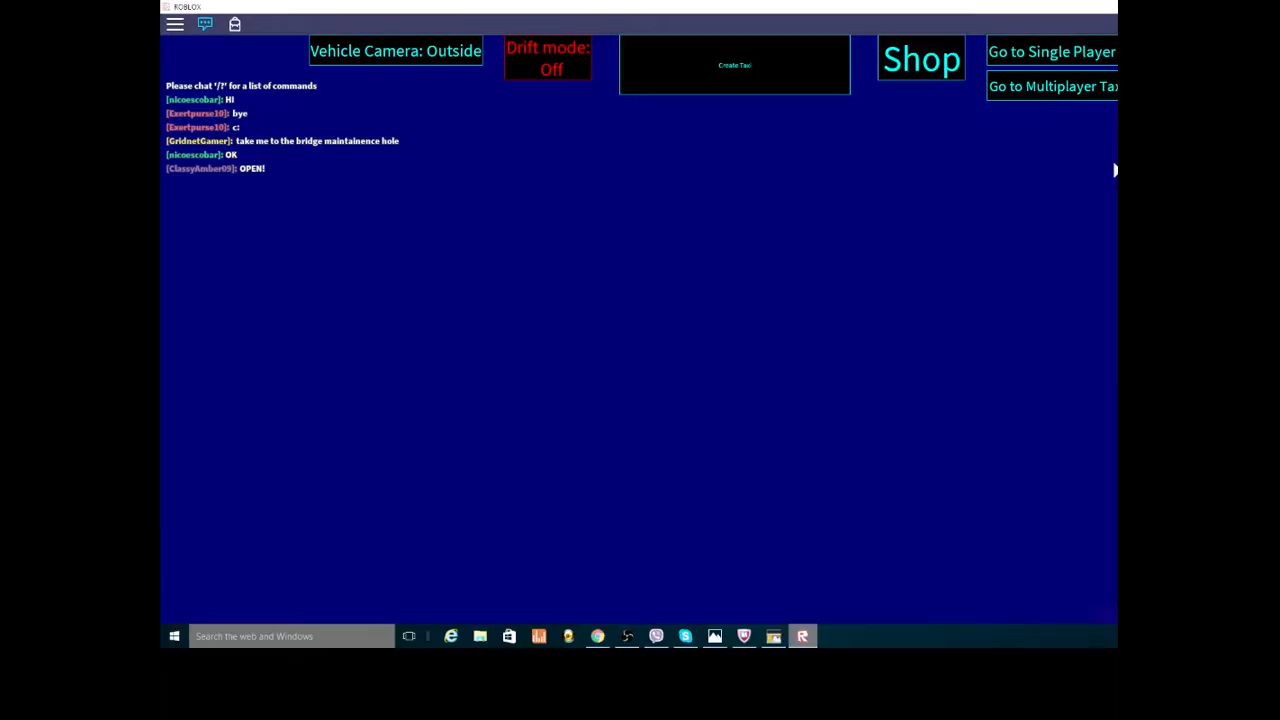 ROBLOX
Vehicle Camera: Outside
Drift mode:
Off
Create Taxi
Shop
Go to Single Player
Go to Multiplayer Tax
Please chat '/?' for a list of commands
[nicoescobar]: HI
[Exertpurse10]: bye
[Exertpurse10]: c:
[GridnetGamer]: take me to the bridge maintainence hole
[nicoescobar]: OK
[ClassyAmber09]: OPEN!
Search the web and Windows